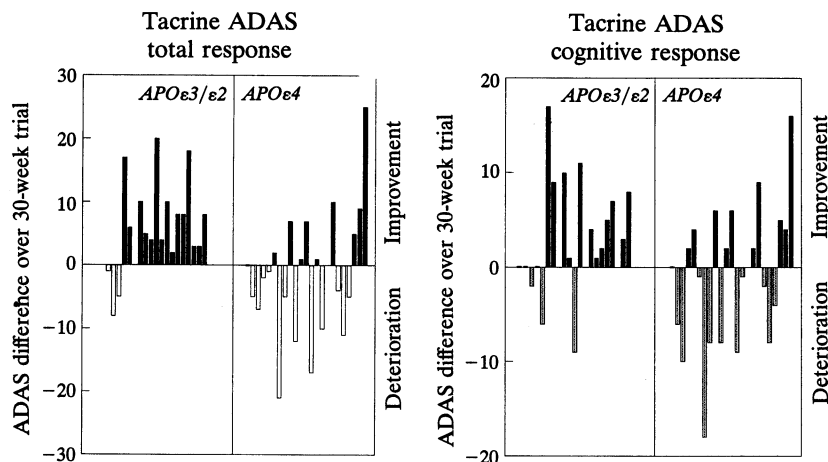 Tacrine ADAS
total response
ADAS difference over 30-week trial
30
20
10
0
−10
−20
−30
APOε3/ε2
APOε4
Improvement
Deterioration
Tacrine ADAS
cognitive response
ADAS difference over 30-week trial
20
10
0
−10
−20
APOε3/ε2
APOε4
Improvement
Deterioration